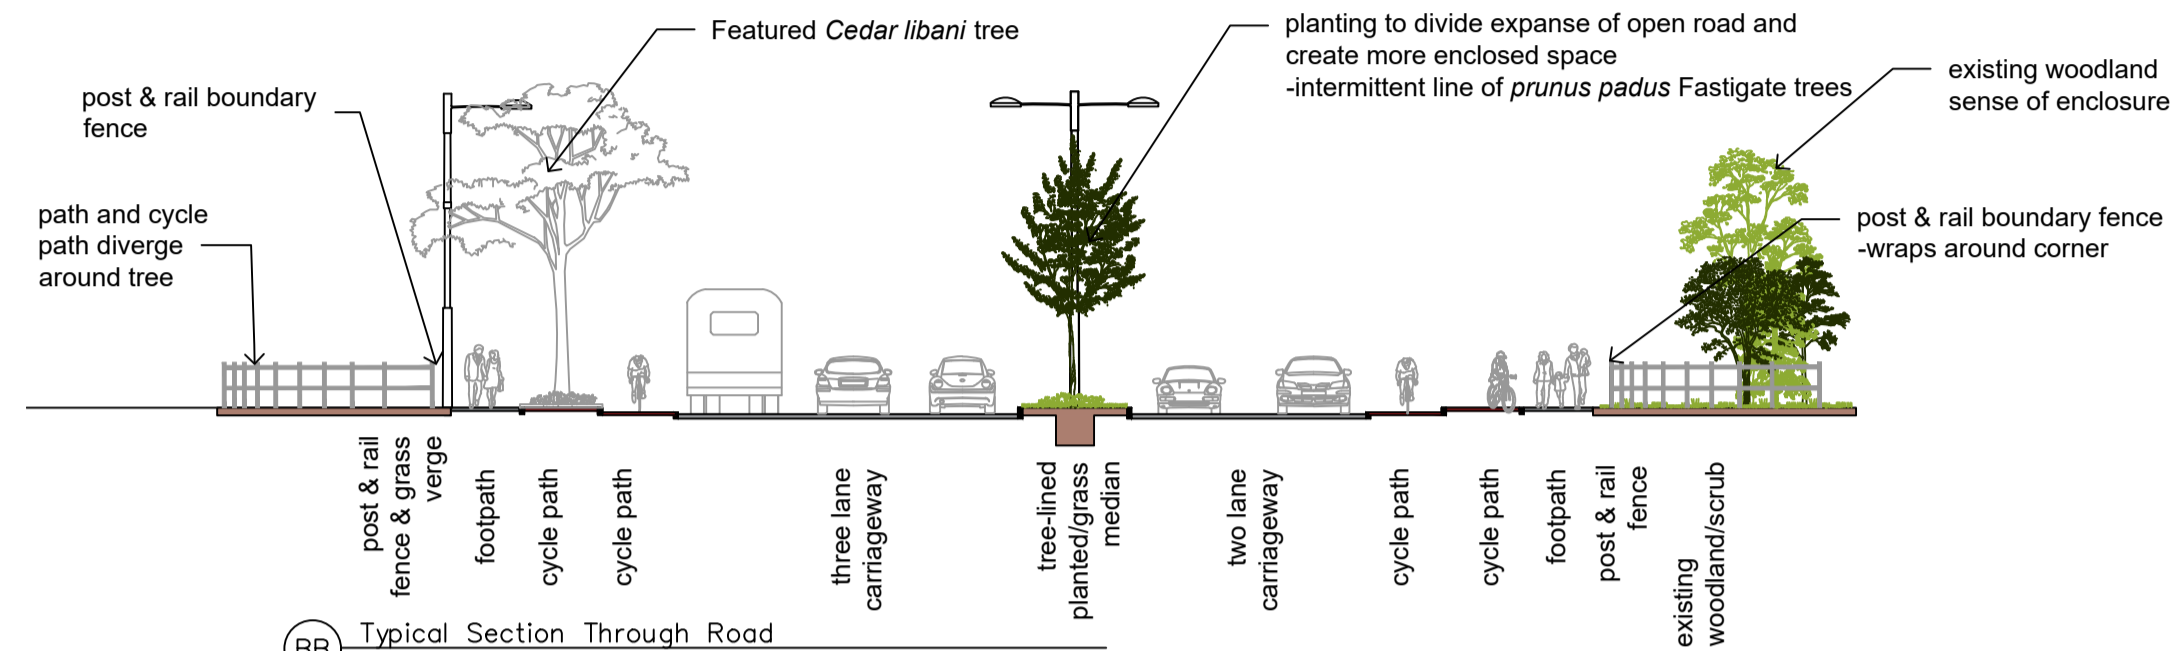 Featured Cedar libani tree
planting to divide expanse of open road and
create more enclosed space
-intermittent line of prunus padus Fastigate trees
existing woodland
sense of enclosure
post & rail boundary
fence
path and cycle
path diverge
around tree
post & rail boundary fence
-wraps around corner
post & rail
fence & grass
verge
footpath
cycle path
cycle path
three lane
carriageway
tree-lined
planted/grass
median
two lane
carriageway
cycle path
cycle path
footpath
post & rail
fence
existing
woodland/scrub
BB
Typical Section Through Road